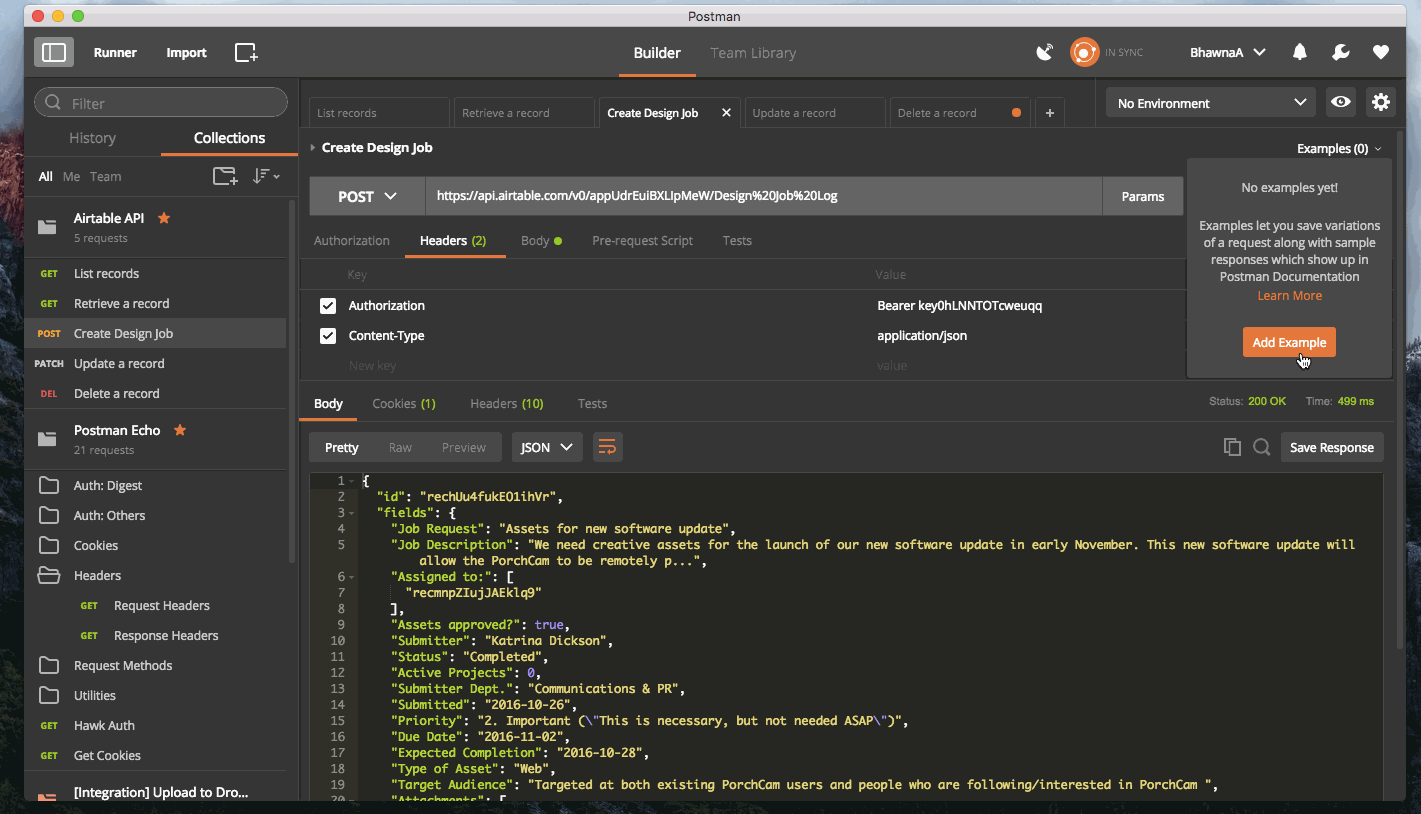 Postman
Runner
Import
Builder
Team Library
IN SYNC
BhawnaA
Filter
History
Collections
All
Me
Team
Airtable API
5 requests
GET List records
GET Retrieve a record
POST Create Design Job
PATCH Update a record
DEL Delete a record
Postman Echo
21 requests
Auth: Digest
Auth: Others
Cookies
Headers
GET Request Headers
GET Response Headers
Request Methods
Utilities
GET Hawk Auth
GET Get Cookies
[Integration] Upload to Dro...
List records
Retrieve a record
Create Design Job
Update a record
Delete a record
No Environment
Create Design Job
Examples (0)
POST
https://api.airtable.com/v0/appUdrEuiBXLIpMeW/Design%20Job%20Log
Params
No examples yet!
Examples let you save variations
of a request along with sample
responses which show up in
Postman Documentation
Learn More
Add Example
Authorization
Headers (2)
Body
Pre-request Script
Tests
Key
Value
Authorization
Bearer key0hLNNTOTcweuqq
Content-Type
application/json
New key
value
Body
Cookies (1)
Headers (10)
Tests
Status: 200 OK
Time: 499 ms
Pretty
Raw
Preview
JSON
Save Response
1 {
2 "id": "rechUu4fukEO1ihVr",
3 "fields": {
4 "Job Request": "Assets for new software update",
5 "Job Description": "We need creative assets for the launch of our new software update in early November. This new software update will
allow the PorchCam to be remotely p...",
6 "Assigned to:": [
7 "recmnpZIujJAEklq9"
8 ],
9 "Assets approved?": true,
10 "Submitter": "Katrina Dickson",
11 "Status": "Completed",
12 "Active Projects": 0,
13 "Submitter Dept.": "Communications & PR",
14 "Submitted": "2016-10-26",
15 "Priority": "2. Important (\"This is necessary, but not needed ASAP\")",
16 "Due Date": "2016-11-02",
17 "Expected Completion": "2016-10-28",
18 "Type of Asset": "Web",
19 "Target Audience": "Targeted at both existing PorchCam users and people who are following/interested in PorchCam ",
20 "Attachments": [